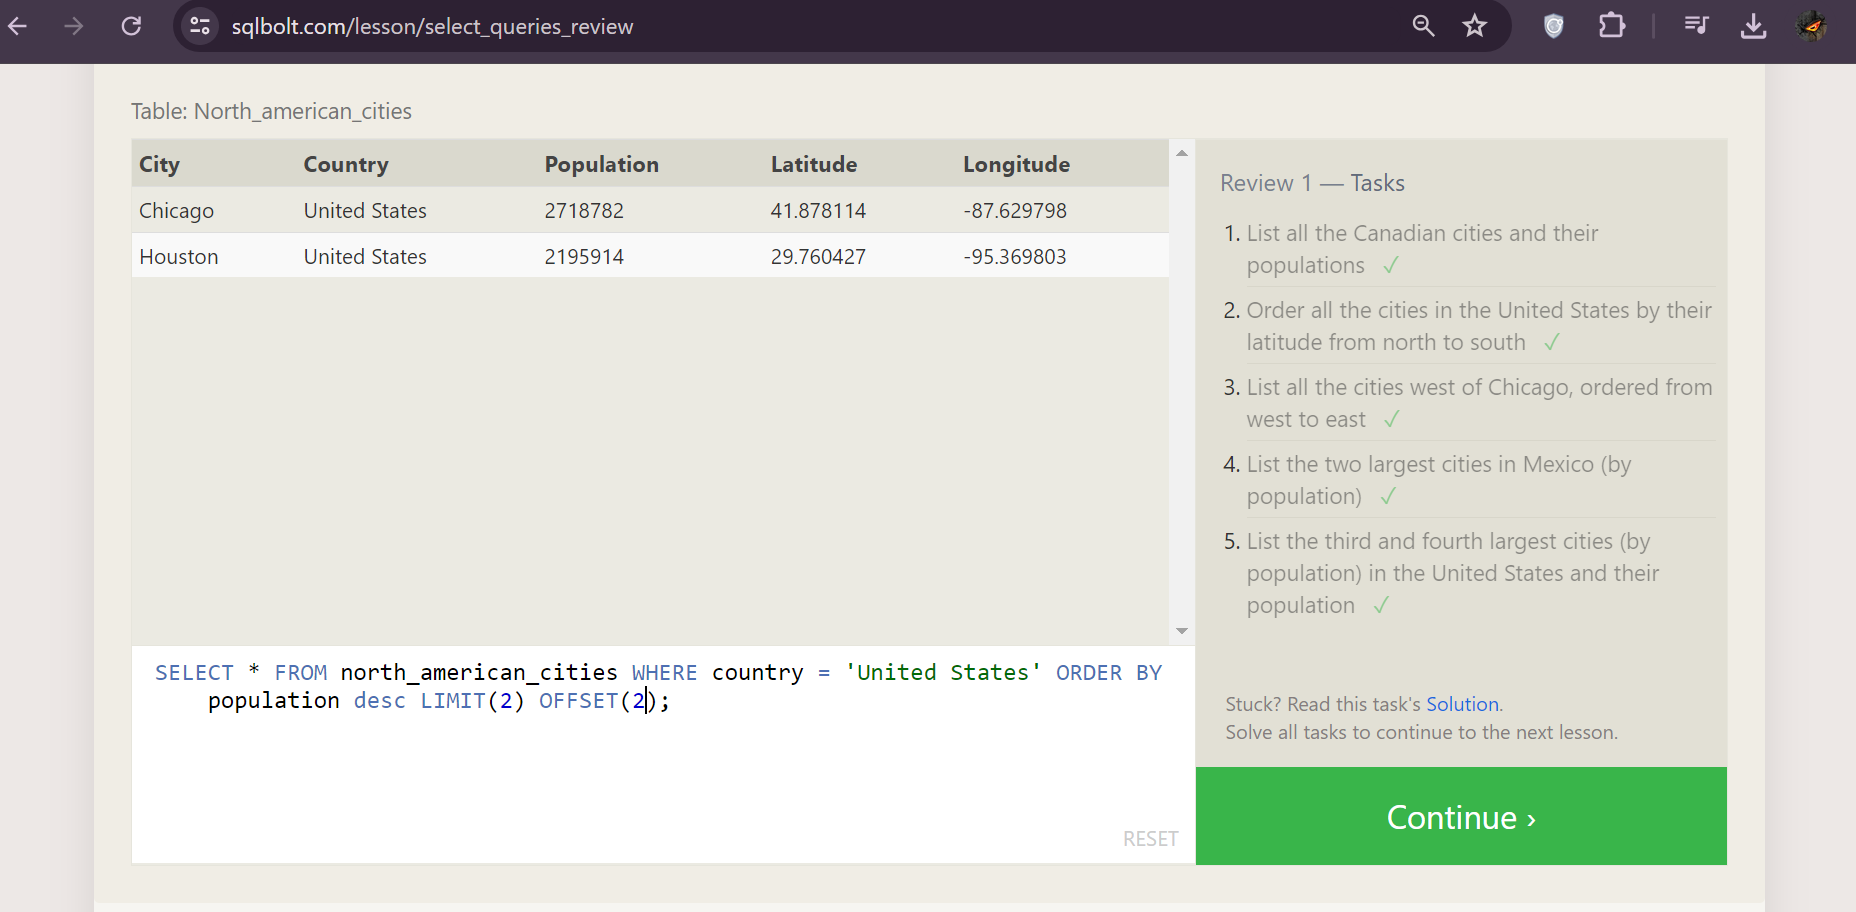 sqlbolt.com/lesson/select_queries_review
Table: North_american_cities
City Country Population Latitude Longitude
Chicago United States 2718782 41.878114 -87.629798
Houston United States 2195914 29.760427 -95.369803
SELECT * FROM north_american_cities WHERE country = 'United States' ORDER BY
population desc LIMIT(2) OFFSET(2);
RESET
Review 1 — Tasks
1. List all the Canadian cities and their
populations ✓
2. Order all the cities in the United States by their
latitude from north to south ✓
3. List all the cities west of Chicago, ordered from
west to east ✓
4. List the two largest cities in Mexico (by
population) ✓
5. List the third and fourth largest cities (by
population) in the United States and their
population ✓
Stuck? Read this task's Solution.
Solve all tasks to continue to the next lesson.
Continue ›